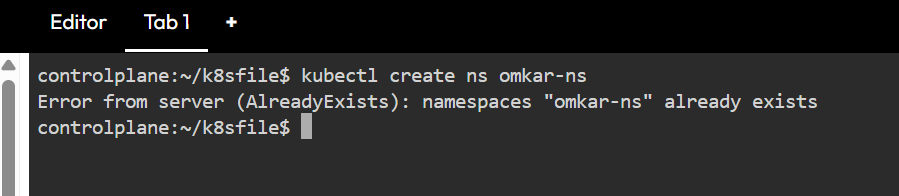 Editor Tab 1 +
controlplane:~/k8sfile$ kubectl create ns omkar-ns
Error from server (AlreadyExists): namespaces "omkar-ns" already exists
controlplane:~/k8sfile$